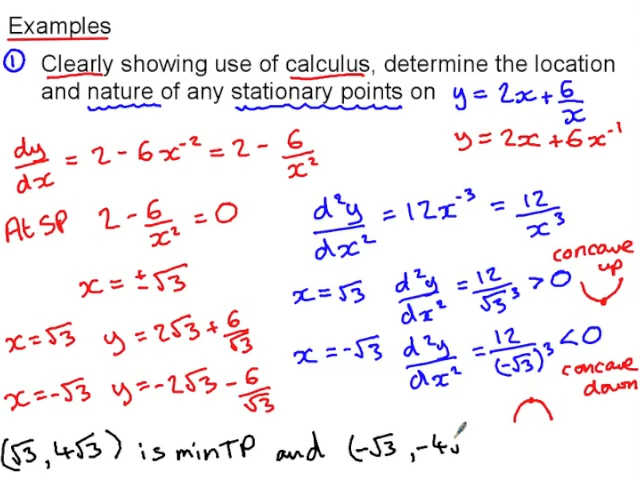 Examples
① Clearly showing use of calculus, determine the location
and nature of any stationary points on y = 2x + 6/x
y = 2x + 6x⁻¹
dy/dx = 2 - 6x⁻² = 2 - 6/x²
At SP 2 - 6/x² = 0
x = ±√3
x = √3 y = 2√3 + 6/√3
x = -√3 y = -2√3 - 6/√3
d²y/dx² = 12x⁻³ = 12/x³
x = √3 d²y/dx² = 12/√3³ > 0 concave up
x = -√3 d²y/dx² = 12/(-√3)³ < 0 concave down
(√3, 4√3) is min TP and (-√3, -4√